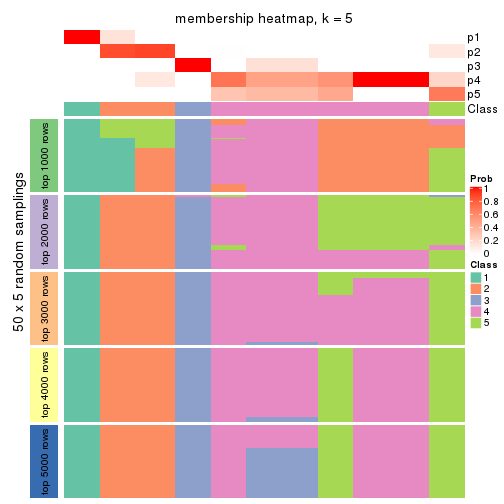 membership heatmap, k = 5
p1
p2
p3
p4
p5
Class
50 x 5 random samplings
top 1000 rows
top 2000 rows
top 3000 rows
top 4000 rows
top 5000 rows
Prob
1
0.8
0.6
0.4
0.2
0
Class
1
2
3
4
5